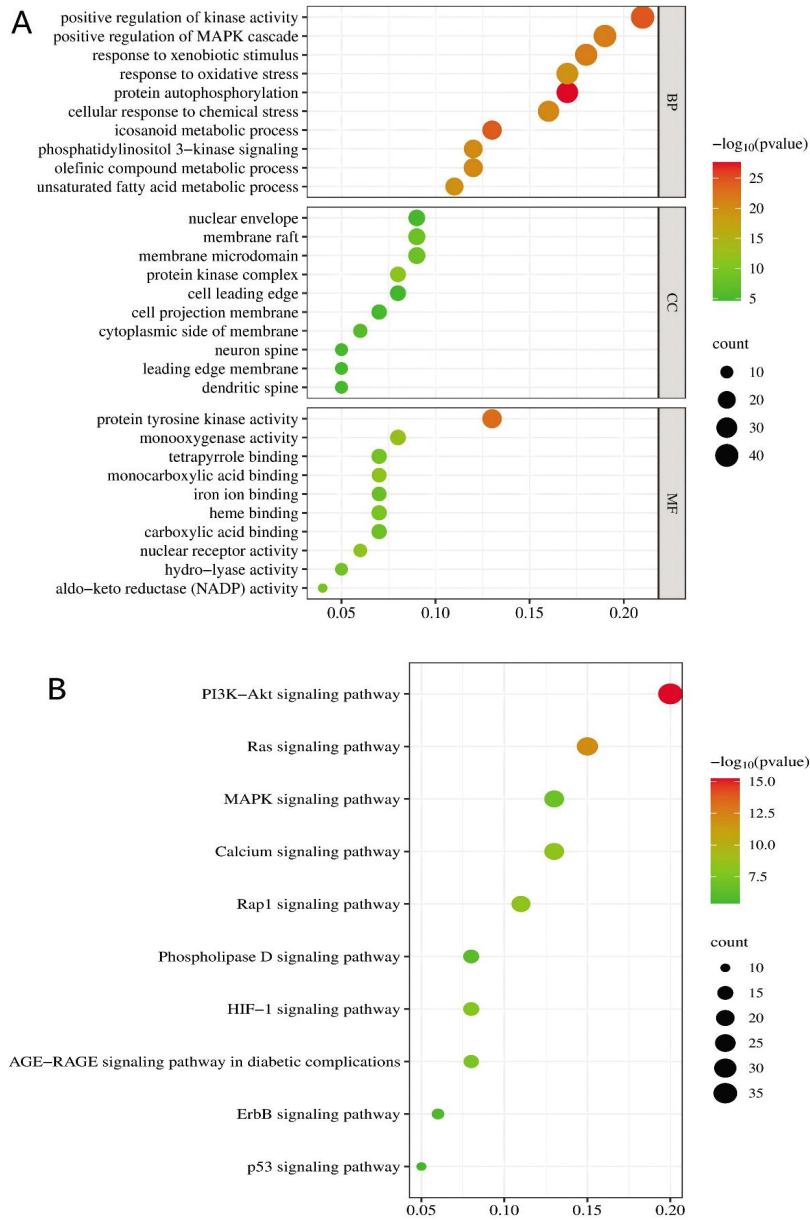 A
positive regulation of kinase activity
positive regulation of MAPK cascade
response to xenobiotic stimulus
response to oxidative stress
protein autophosphorylation
cellular response to chemical stress
icosanoid metabolic process
phosphatidylinositol 3−kinase signaling
olefinic compound metabolic process
unsaturated fatty acid metabolic process
BP
nuclear envelope
membrane raft
membrane microdomain
protein kinase complex
cell leading edge
cell projection membrane
cytoplasmic side of membrane
neuron spine
leading edge membrane
dendritic spine
CC
protein tyrosine kinase activity
monooxygenase activity
tetrapyrrole binding
monocarboxylic acid binding
iron ion binding
heme binding
carboxylic acid binding
nuclear receptor activity
hydro−lyase activity
aldo−keto reductase (NADP) activity
MF
0.05 0.10 0.15 0.20
−log₁₀(pvalue)
25
20
15
10
5
count
10
20
30
40
B
PI3K−Akt signaling pathway
Ras signaling pathway
MAPK signaling pathway
Calcium signaling pathway
Rap1 signaling pathway
Phospholipase D signaling pathway
HIF−1 signaling pathway
AGE−RAGE signaling pathway in diabetic complications
ErbB signaling pathway
p53 signaling pathway
0.05 0.10 0.15 0.20
−log₁₀(pvalue)
15.0
12.5
10.0
7.5
count
10
15
20
25
30
35